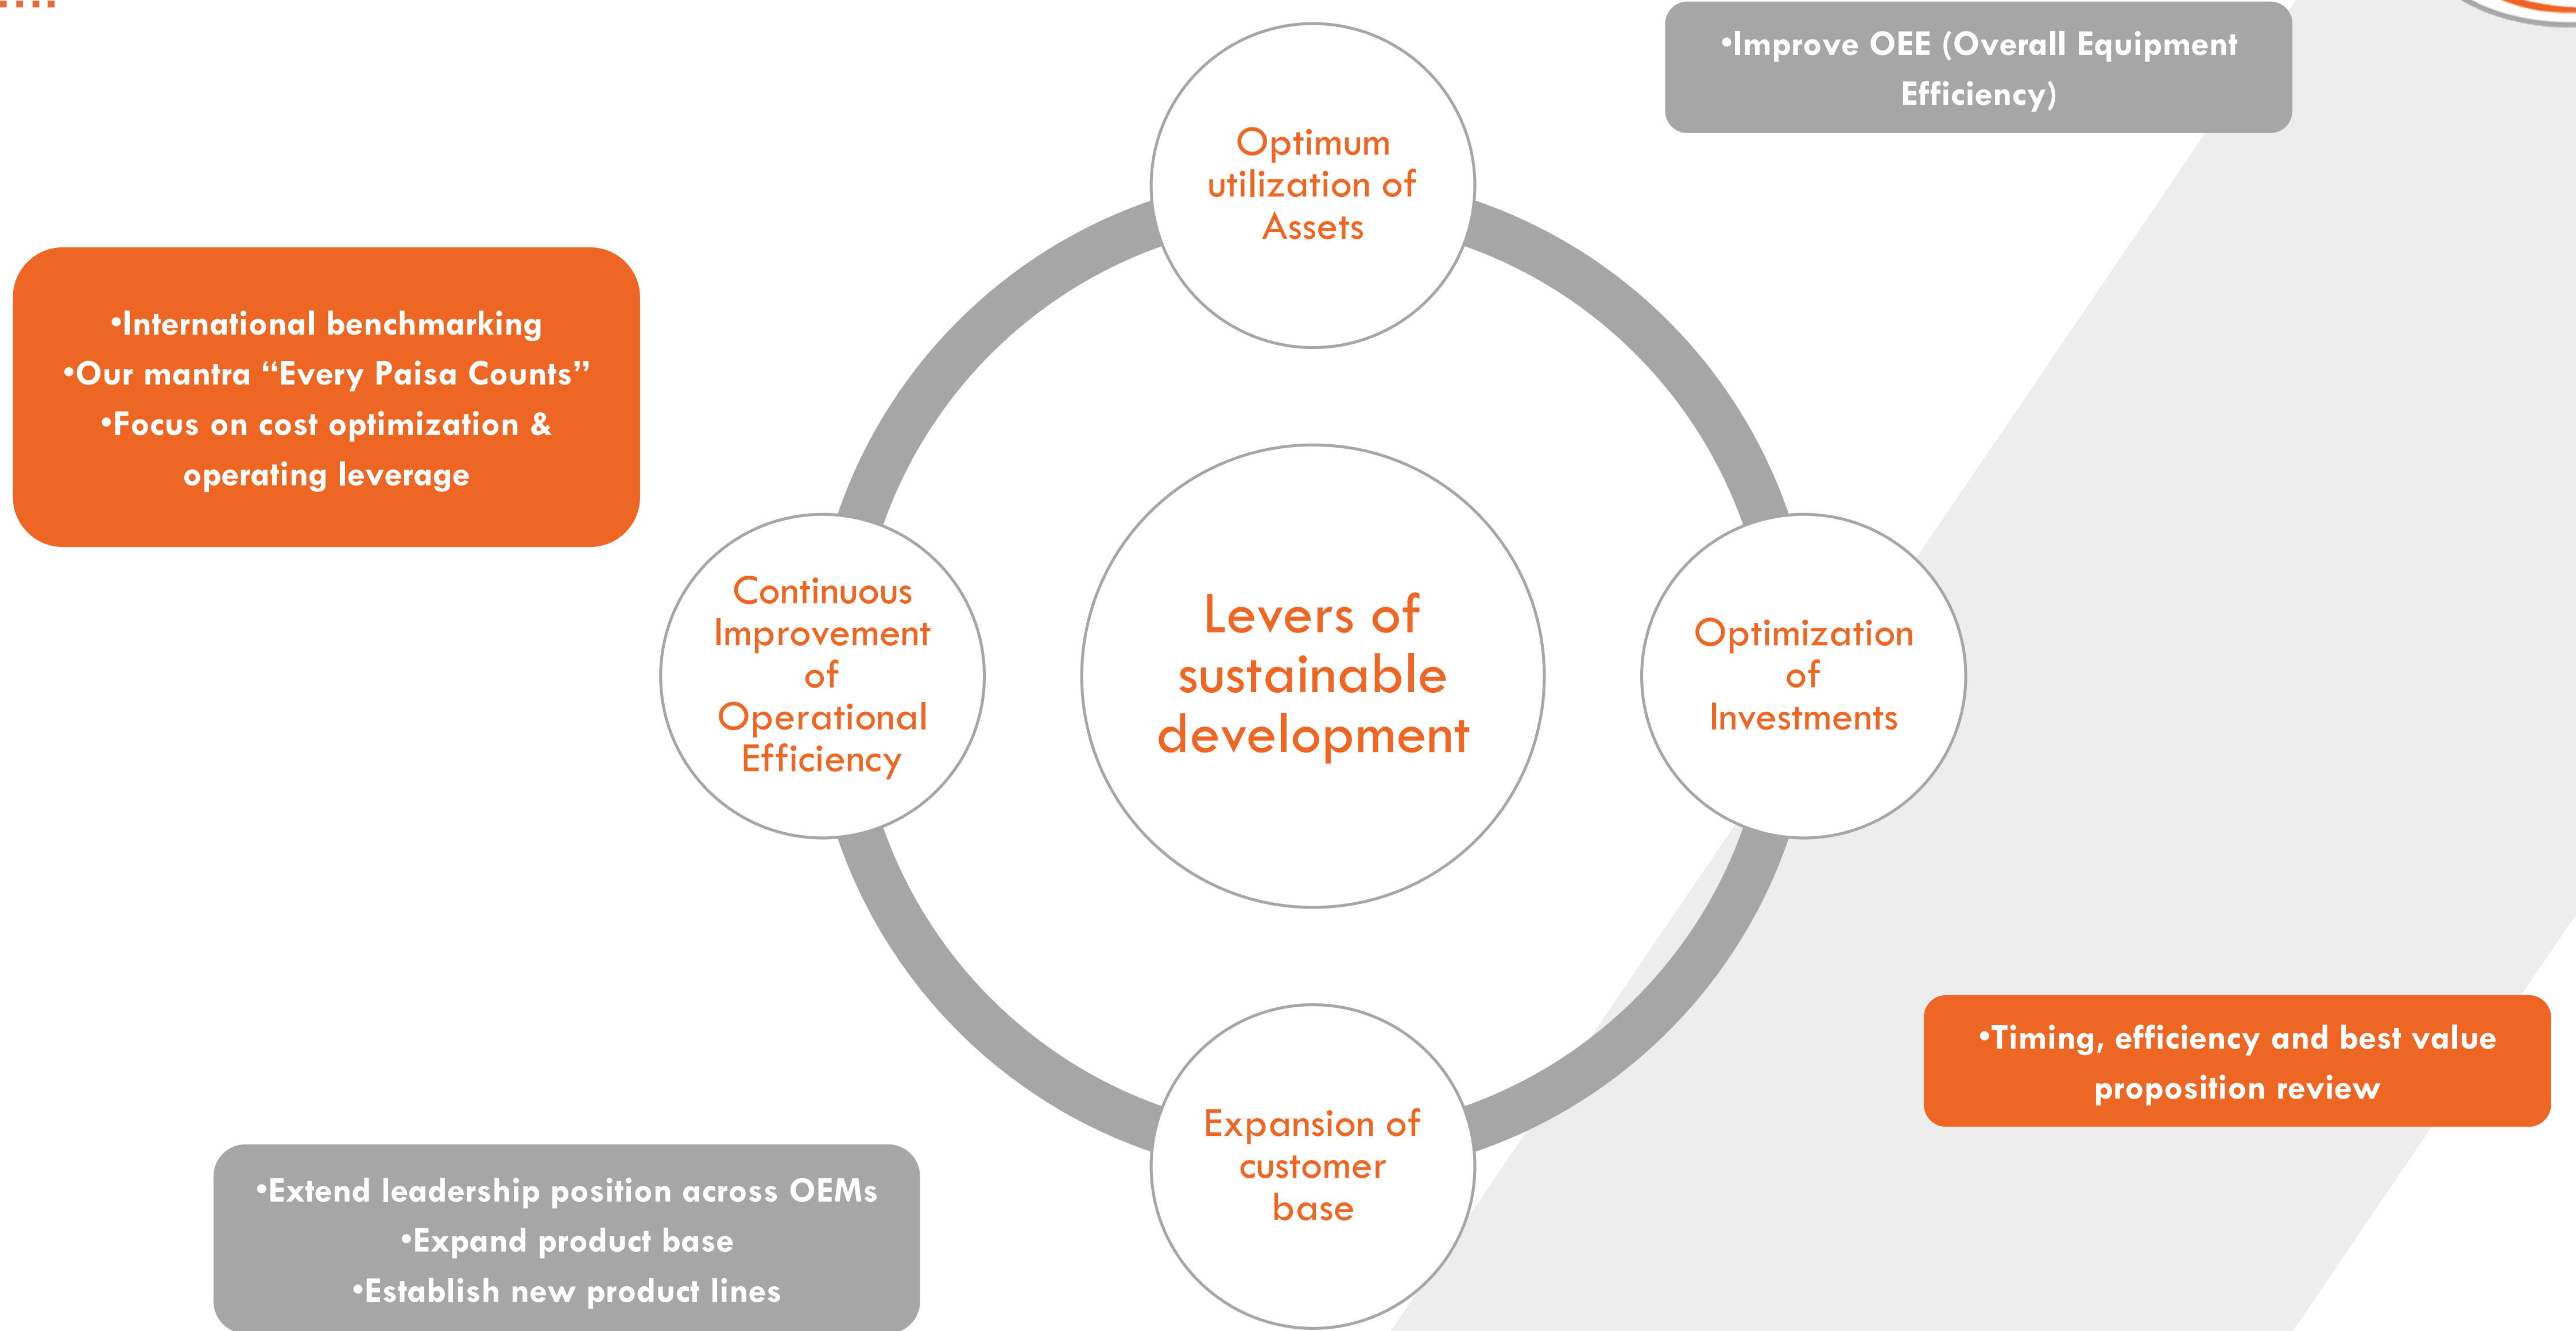 •Improve OEE (Overall Equipment
Efficiency)
Optimum
utilization of
Assets
•International benchmarking
•Our mantra “Every Paisa Counts”
•Focus on cost optimization &
operating leverage
Continuous
Improvement
of
Operational
Efficiency
Levers of
sustainable
development
Optimization
of
Investments
•Timing, efficiency and best value
proposition review
Expansion of
customer
base
•Extend leadership position across OEMs
•Expand product base
•Establish new product lines